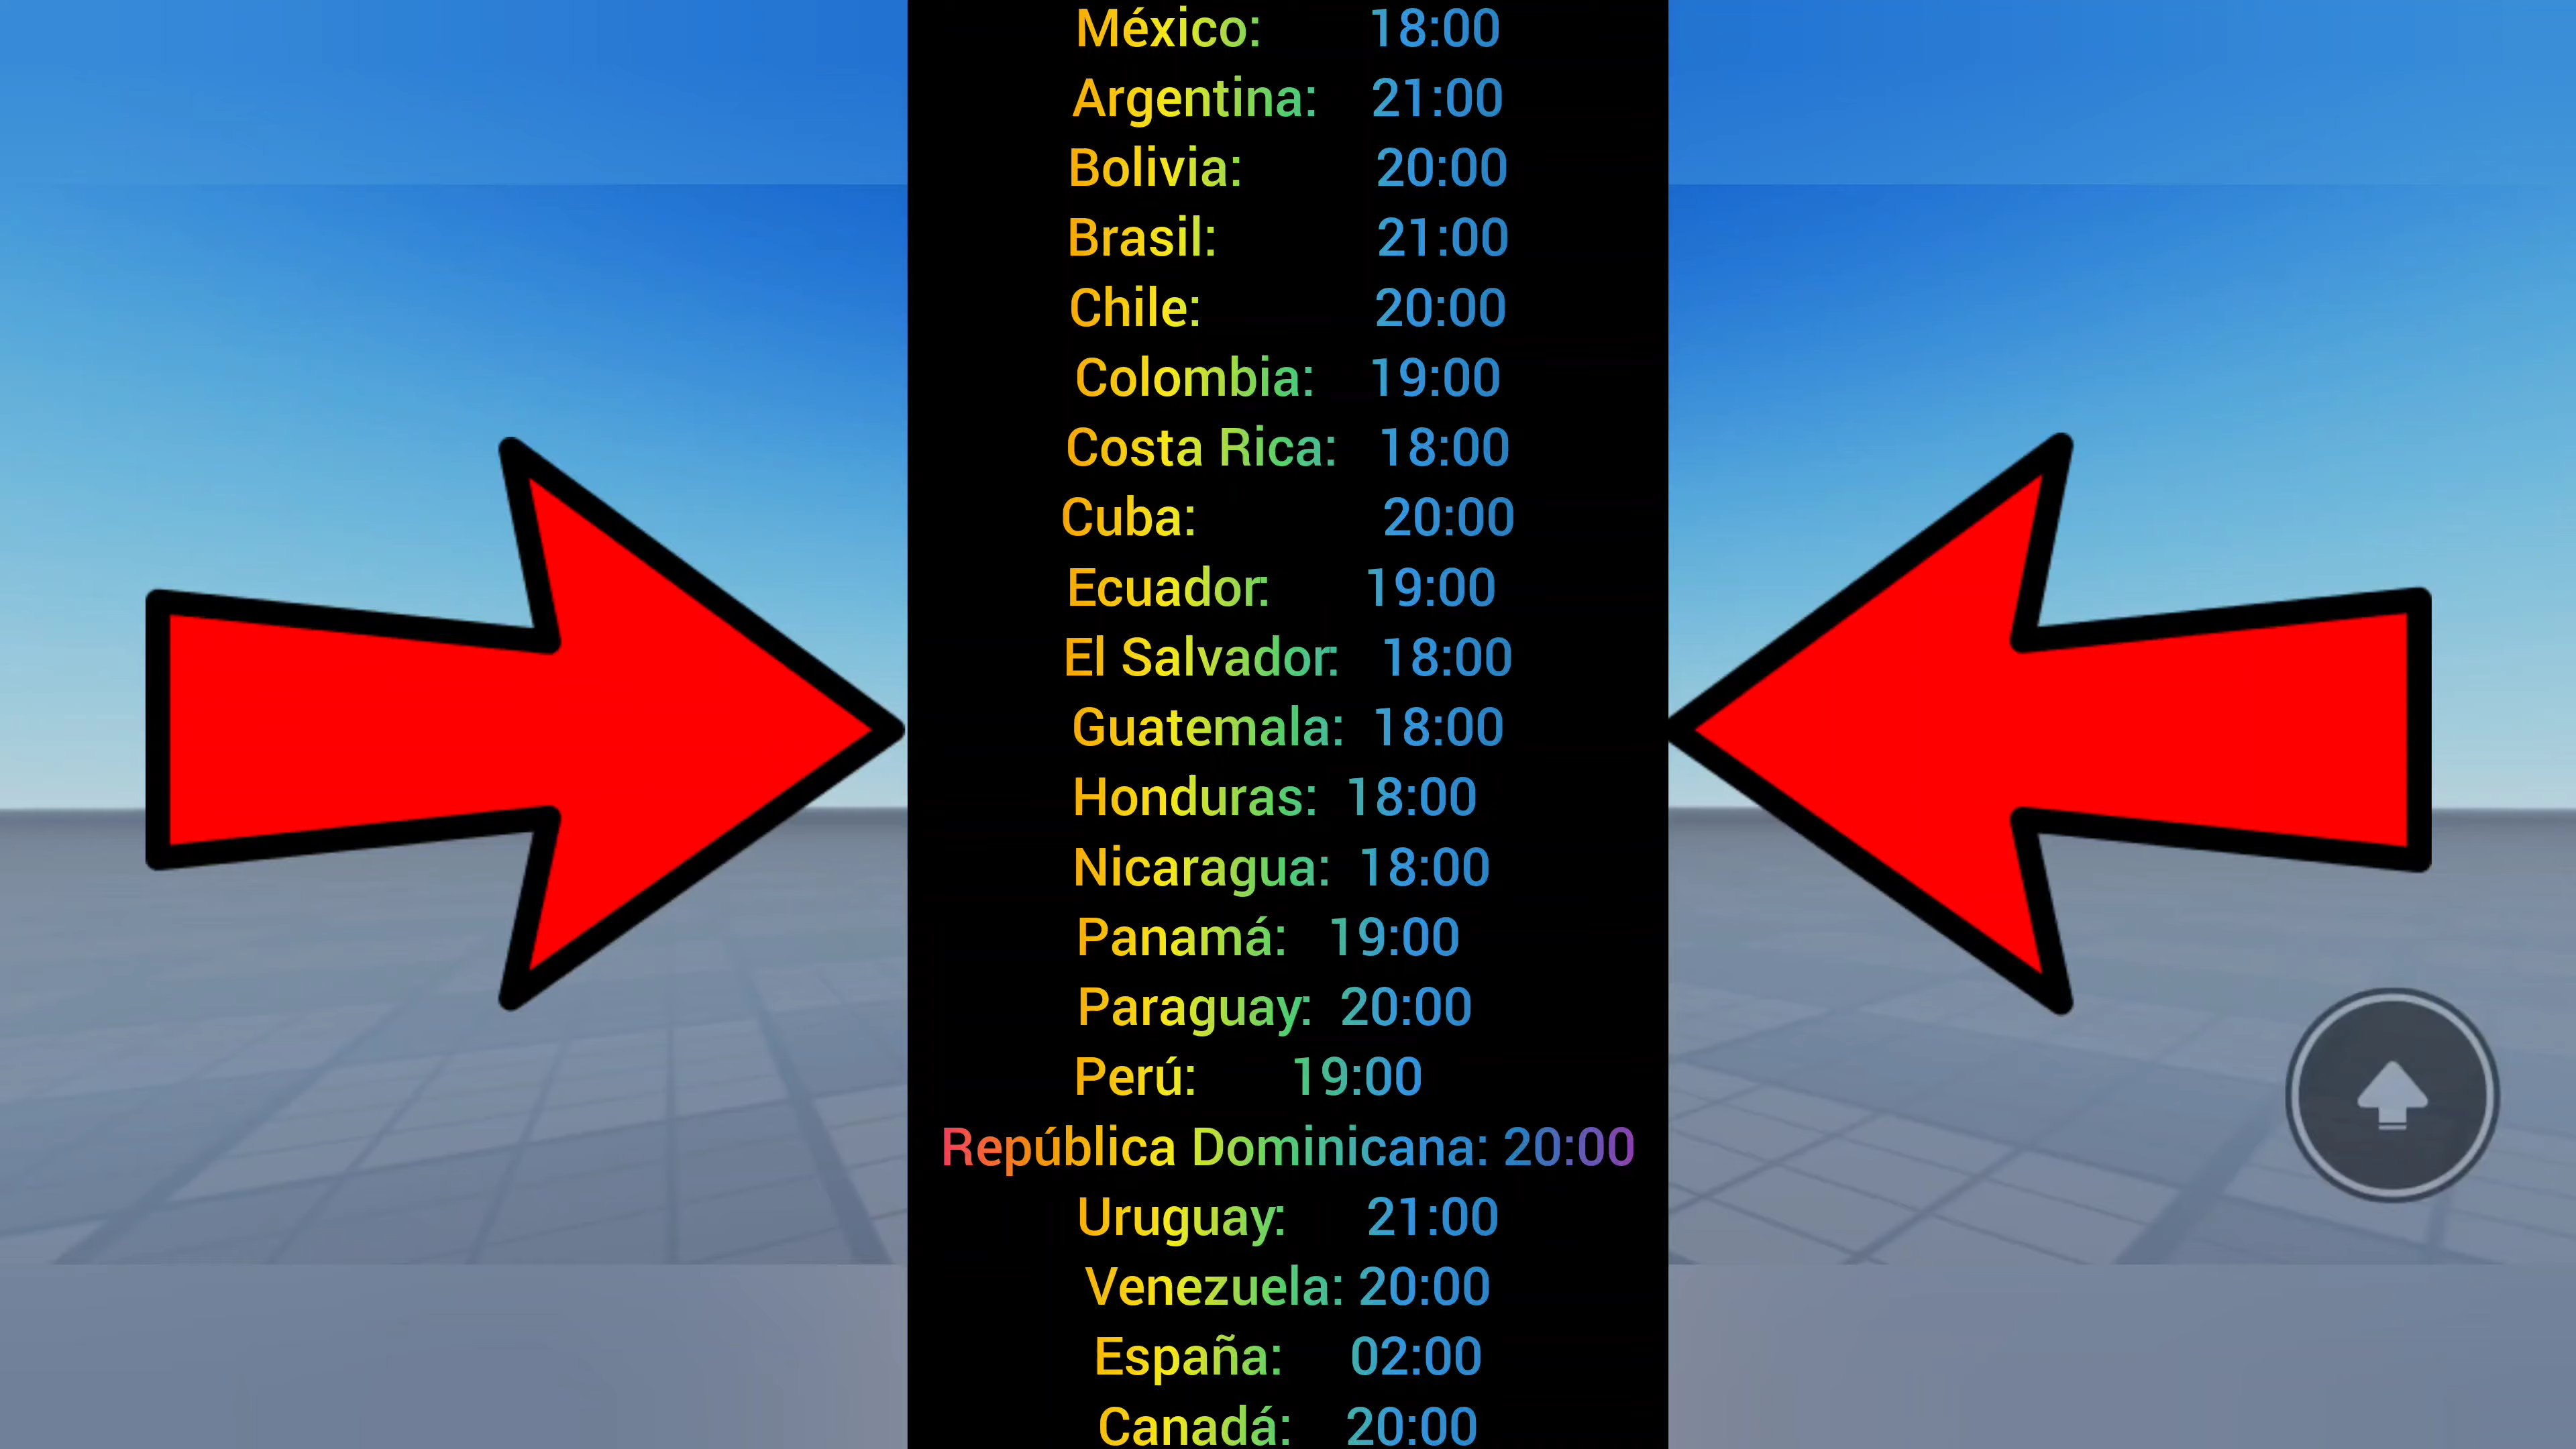 México: 18:00
Argentina: 21:00
Bolivia: 20:00
Brasil: 21:00
Chile: 20:00
Colombia: 19:00
Costa Rica: 18:00
Cuba: 20:00
Ecuador: 19:00
El Salvador: 18:00
Guatemala: 18:00
Honduras: 18:00
Nicaragua: 18:00
Panamá: 19:00
Paraguay: 20:00
Perú: 19:00
República Dominicana: 20:00
Uruguay: 21:00
Venezuela: 20:00
España: 02:00
Canadá: 20:00